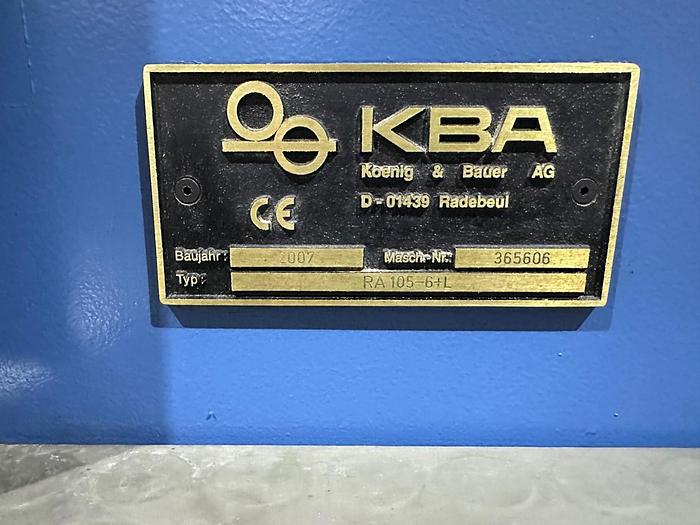 KBA
Koenig & Bauer AG
D-01439 Radebeul
CE
Baujahr: 2007 Masch-Nr.: 365606
Typ: RA 105-6+L